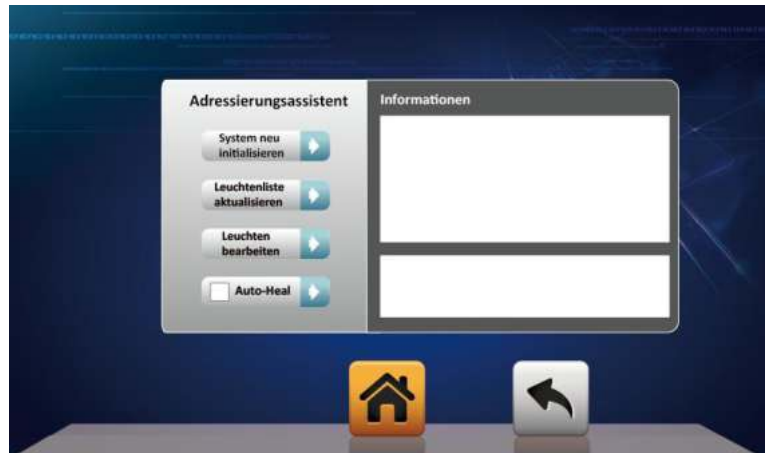 Adressierungsassistent
Informationen
System neu
initialisieren
Leuchtenliste
aktualisieren
Leuchten
bearbeiten
Auto-Heal